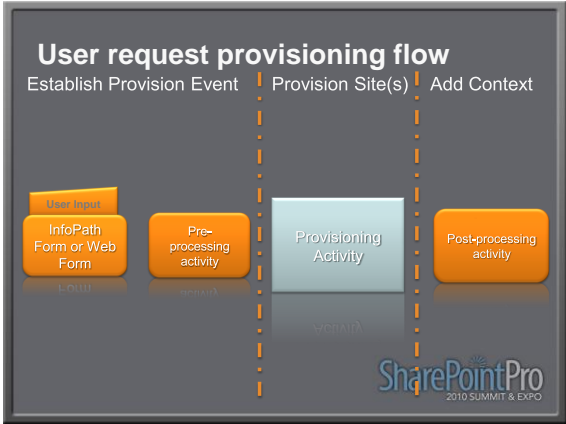 User request provisioning flow
Establish Provision Event
Provision Site(s)
Add Context
User Input
InfoPath
Form or Web
Form
Pre-
processing
activity
Provisioning
Activity
Post-processing
activity
SharePointPro
2010 SUMMIT & EXPO